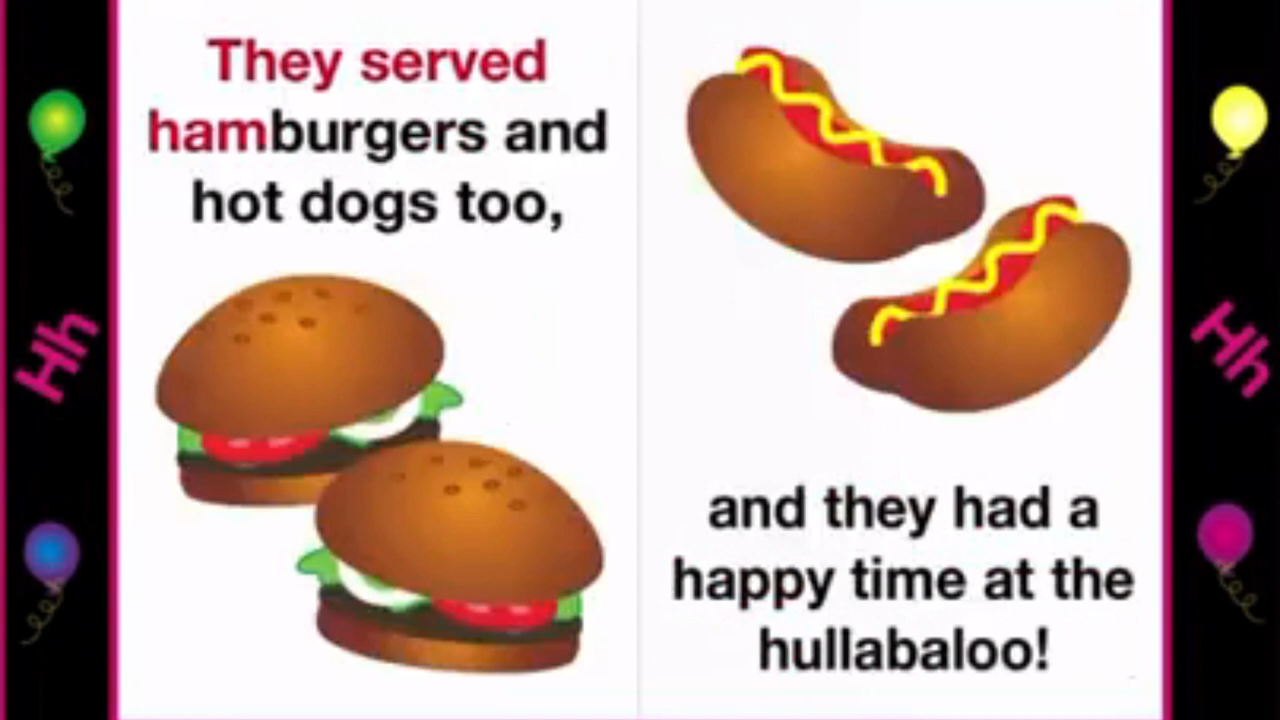 They served
hamburgers and
hot dogs too,
and they had a
happy time at the
hullabaloo!
Hh
Hh